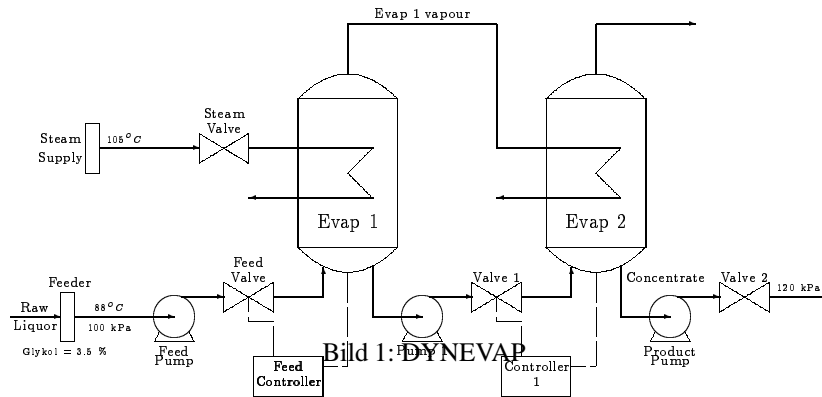 Evap 1 vapour
Steam
Valve
Steam
Supply
105°C
Evap 1
Evap 2
Feed
Valve
Feeder
Valve 1
Concentrate
Valve 2
Raw
Liquor
88°C
100 kPa
120 kPa
Glykol = 3.5 %
Feed
Pump
Pump
Product
Pump
Bild 1: DYNEVAP
Feed
Controller
Controller
1